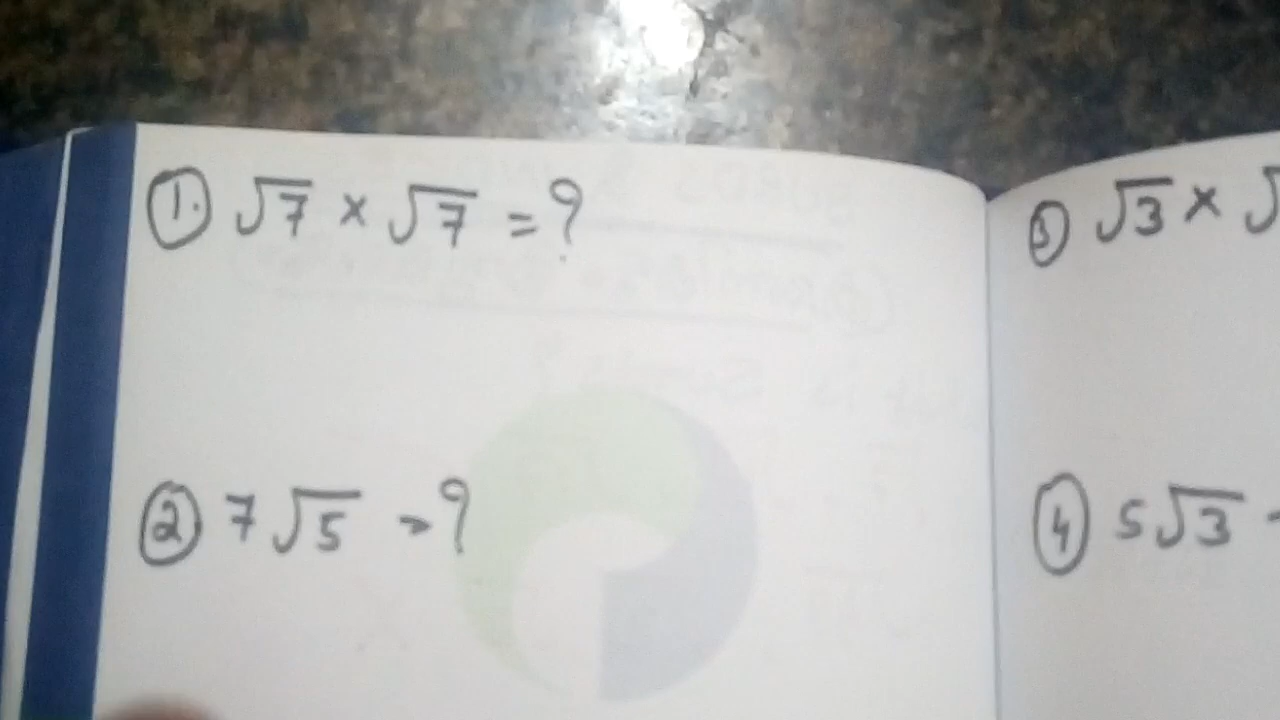 1. √7 × √7 = ?
2 7√5 = ?
3 √3 × √
4 5√3 -